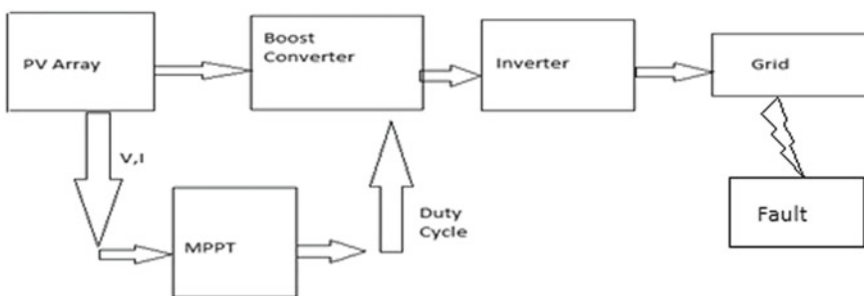 PV Array
Boost
Converter
Inverter
Grid
V,I
MPPT
Duty
Cycle
Fault